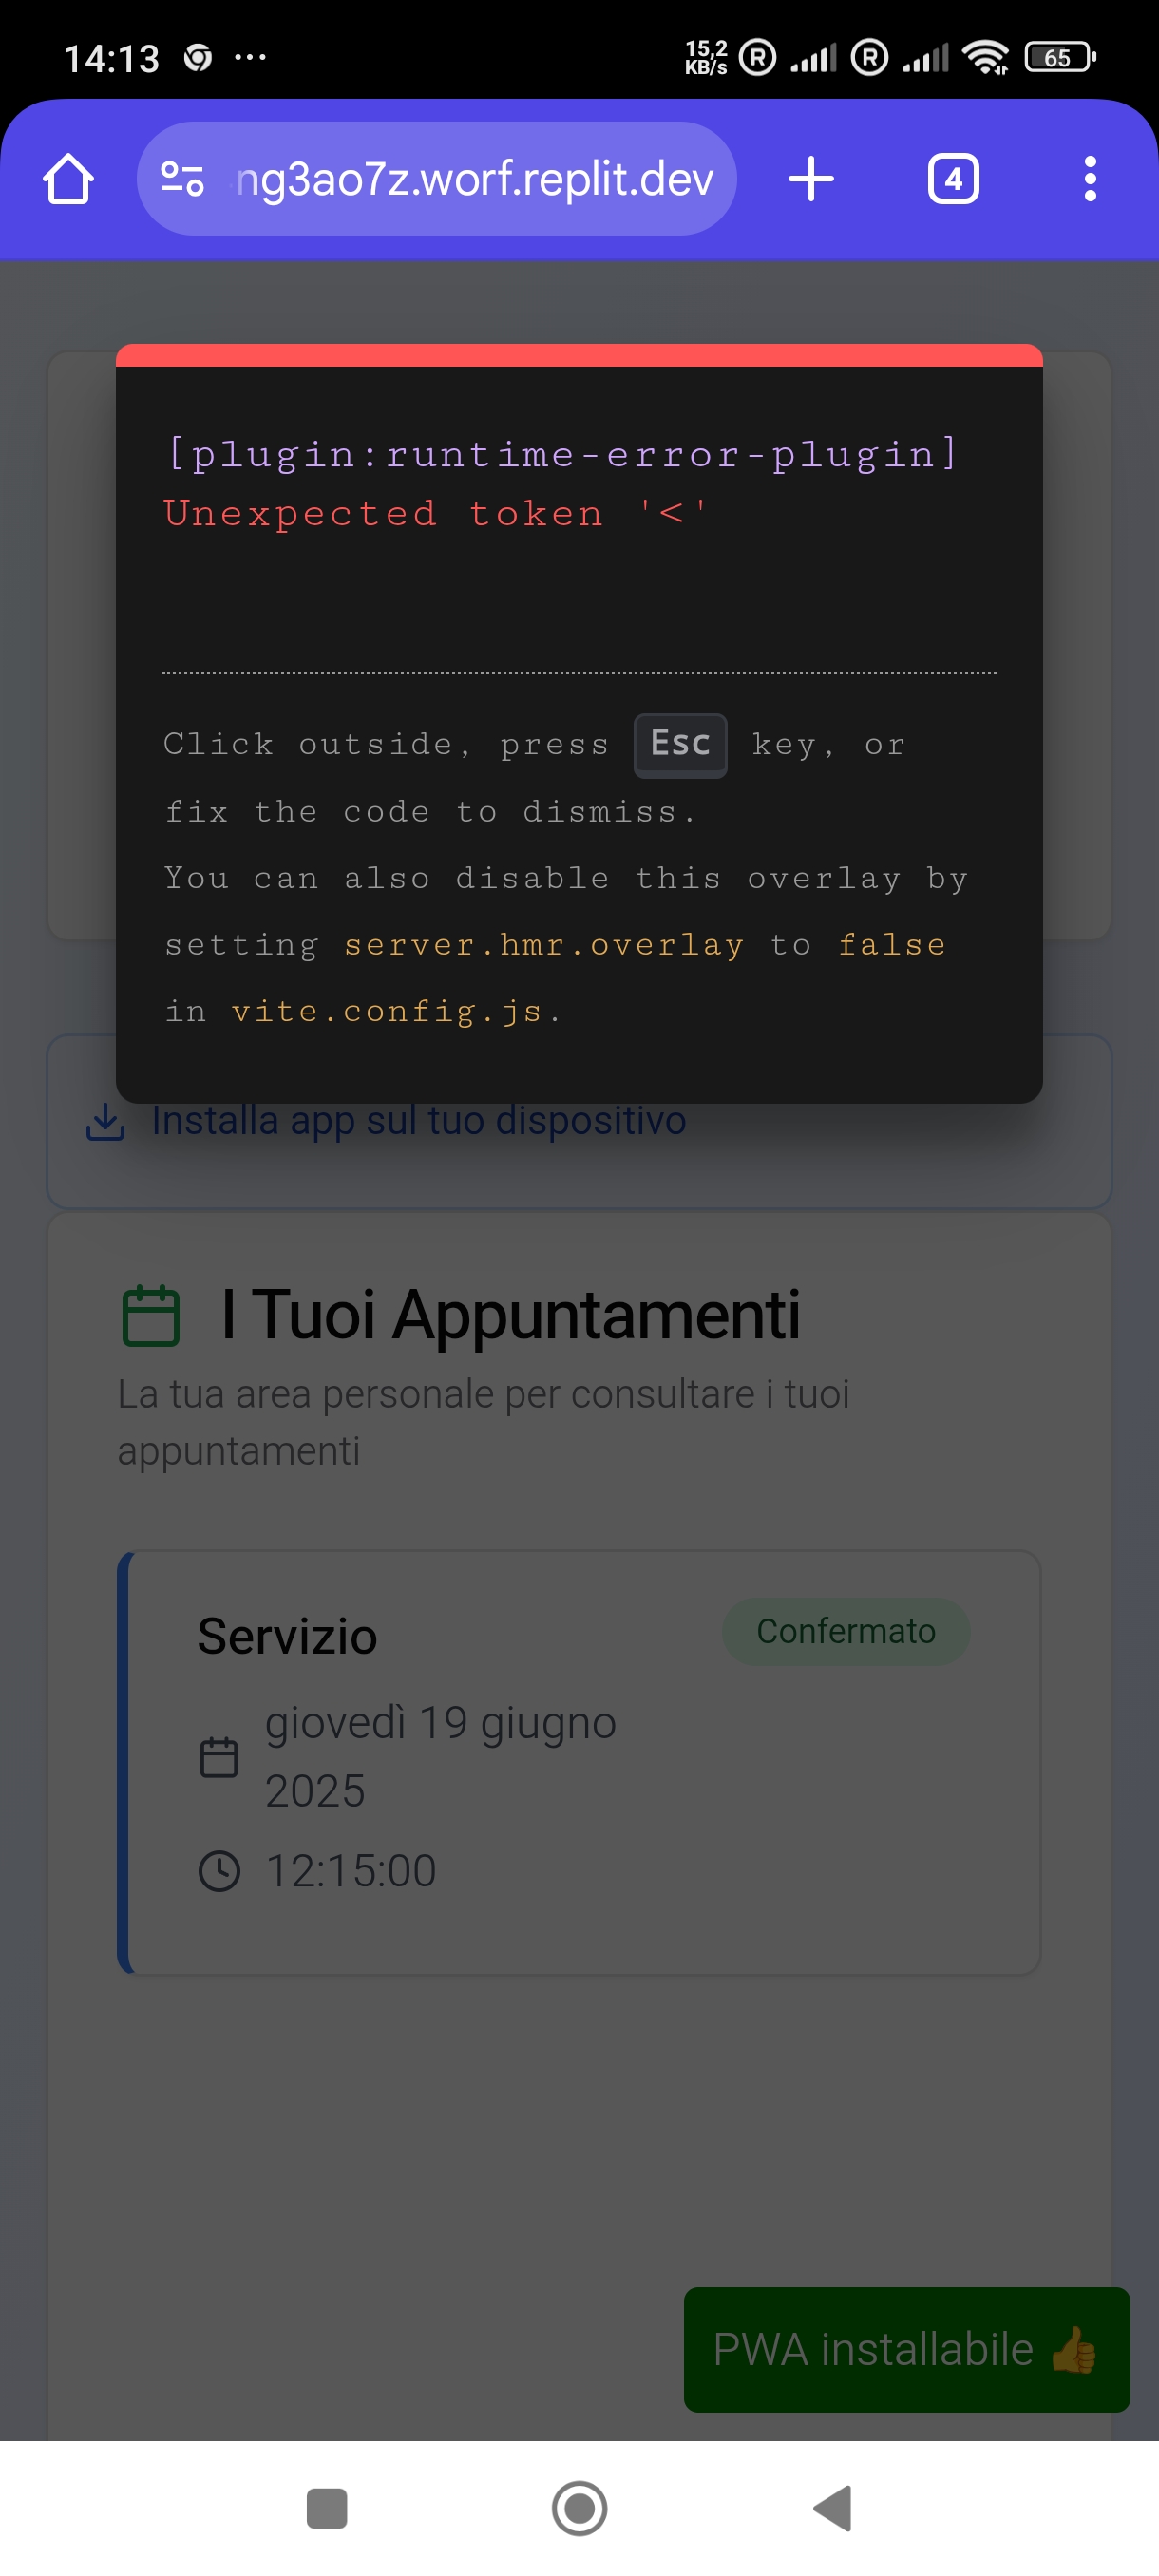 14:13 ...
15,2
KB/s
R
R
65
ng3ao7z.worf.replit.dev
4
[plugin:runtime-error-plugin]
Unexpected token '<'
Click outside, press Esc key, or
fix the code to dismiss.
You can also disable this overlay by
setting server.hmr.overlay to false
in vite.config.js.
Installa app sul tuo dispositivo
I Tuoi Appuntamenti
La tua area personale per consultare i tuoi
appuntamenti
Servizio
Confermato
giovedì 19 giugno
2025
12:15:00
PWA installabile 👍